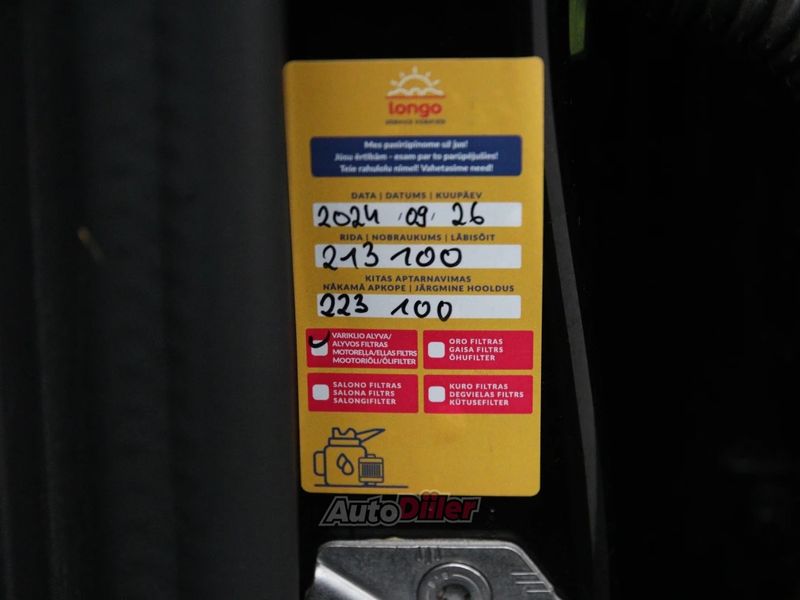 longo
Mes pasirūpinome už jus!
Jūsu ērtībām - esam par to parūpējušies!
Teie rahulolu nimel! Vahetasime need!
DATA | DATUMS | KUUPÄEV
2024.09.26
RIDA | NOBRAUKUMS | LÄBISÕIT
213 100
KITAS APTARNAVIMAS
NĀKAMĀ APKOPE | JÄRGMINE HOOLDUS
223 100
VARIKLIO ALYVA/
ALYVOS FILTRAS
MOTORELLA/ELLAS FILTRS
MOOTORIÕLI/ÕLIFILTER
ORO FILTRAS
GAISA FILTRS
ÕHUFILTER
SALONO FILTRAS
SALONA FILTRS
SALONGIFILTER
KURO FILTRAS
DEGVIELAS FILTRS
KÜTUSEFILTER
AutoDiiler